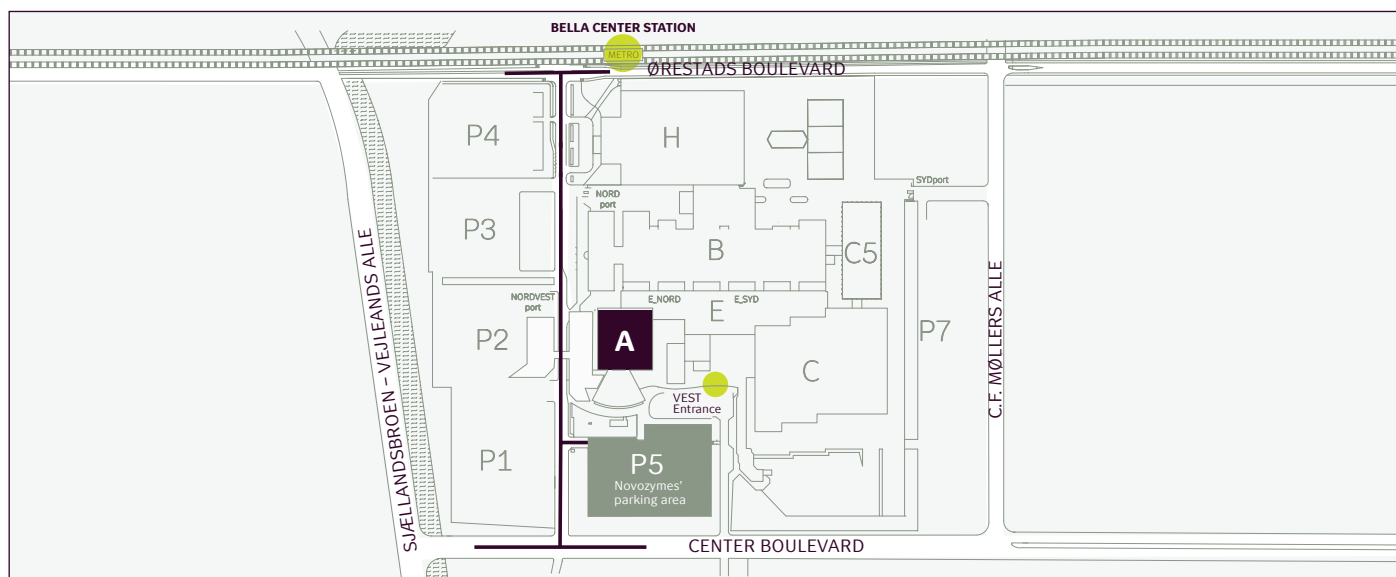 BELLA CENTER STATION
METRO
ØRESTADS BOULEVARD
P4
H
SYDport
NORD
port
P3
B
C5
SJÆLLANDSBROEN – VEJLEANDS ALLE
C.F. MØLLERS ALLE
NORDVEST
port
E_NORD
E_SYD
E
P2
A
P7
C
VEST
Entrance
P1
P5
Novozymes'
parking area
CENTER BOULEVARD